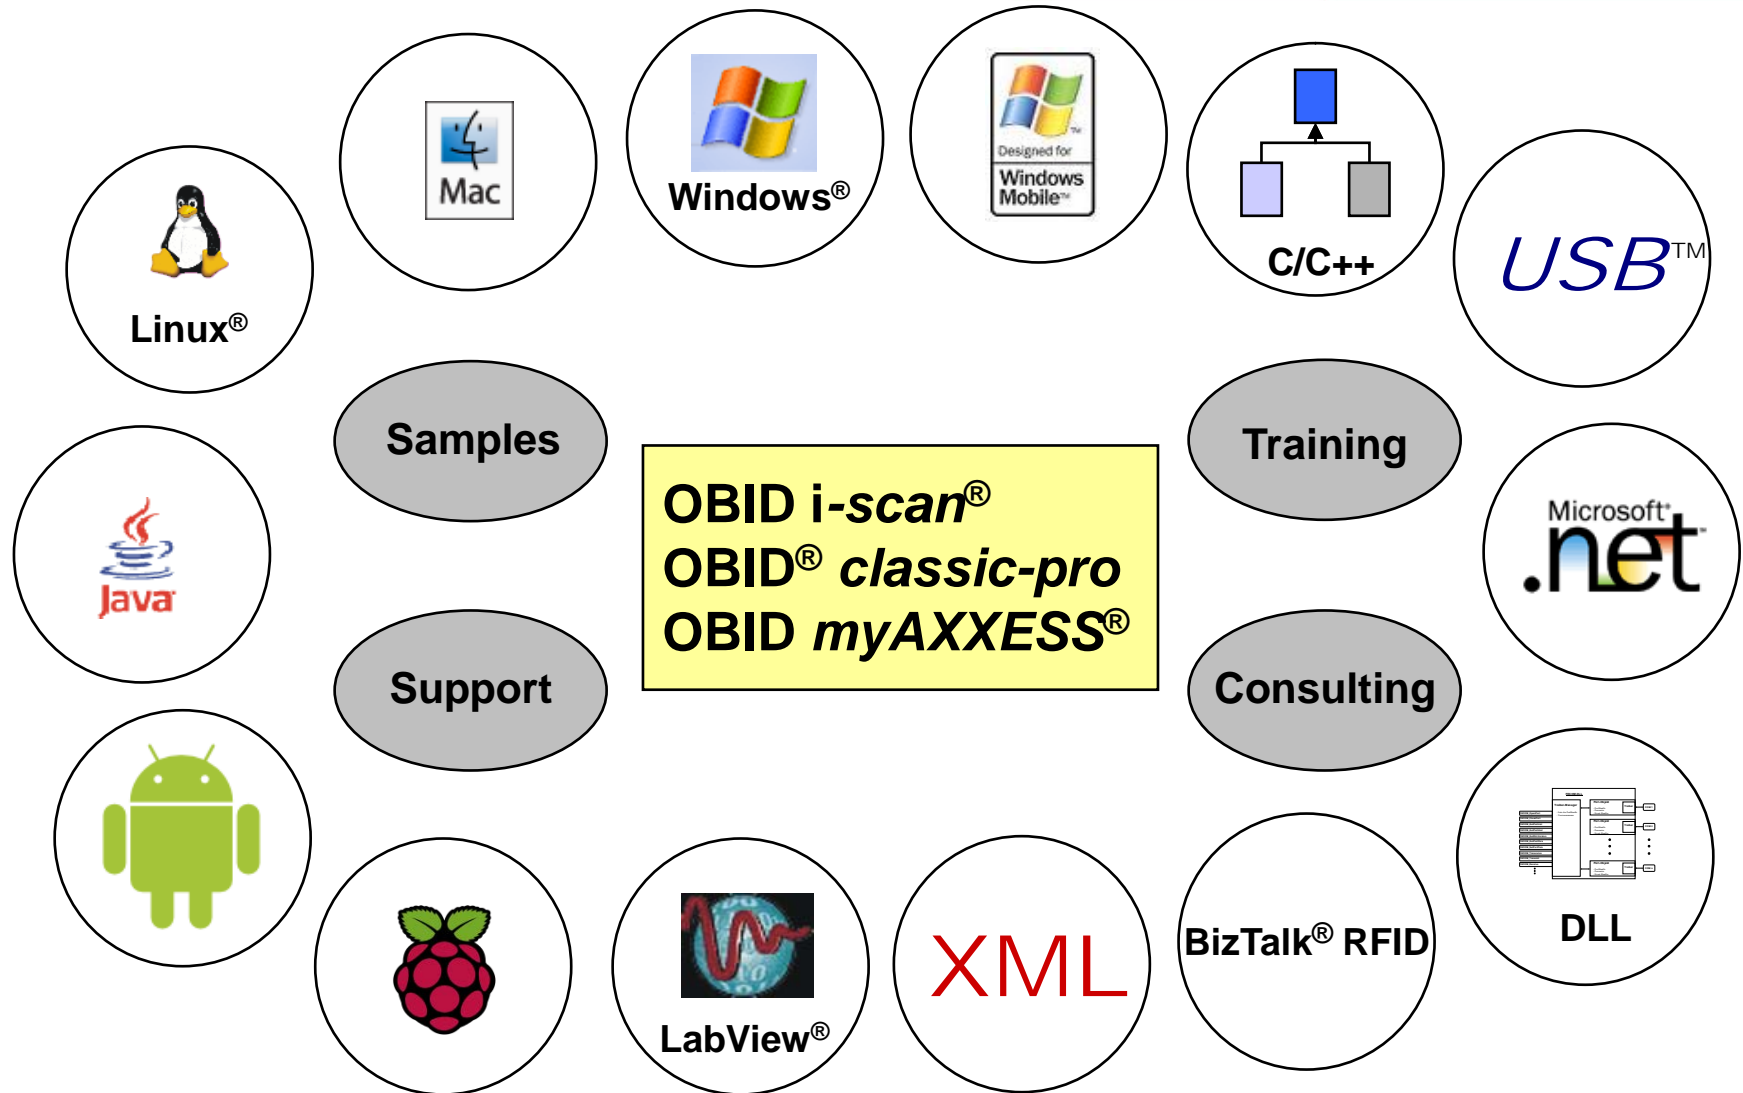 Mac
Windows®
Designed for
Windows
Mobile™
C/C++
USB™
Linux®
Samples
Training
OBID i-scan®
OBID® classic-pro
OBID myAXXESS®
Java
Microsoft®
.net
Support
Consulting
DLL
BizTalk® RFID
XML
LabView®